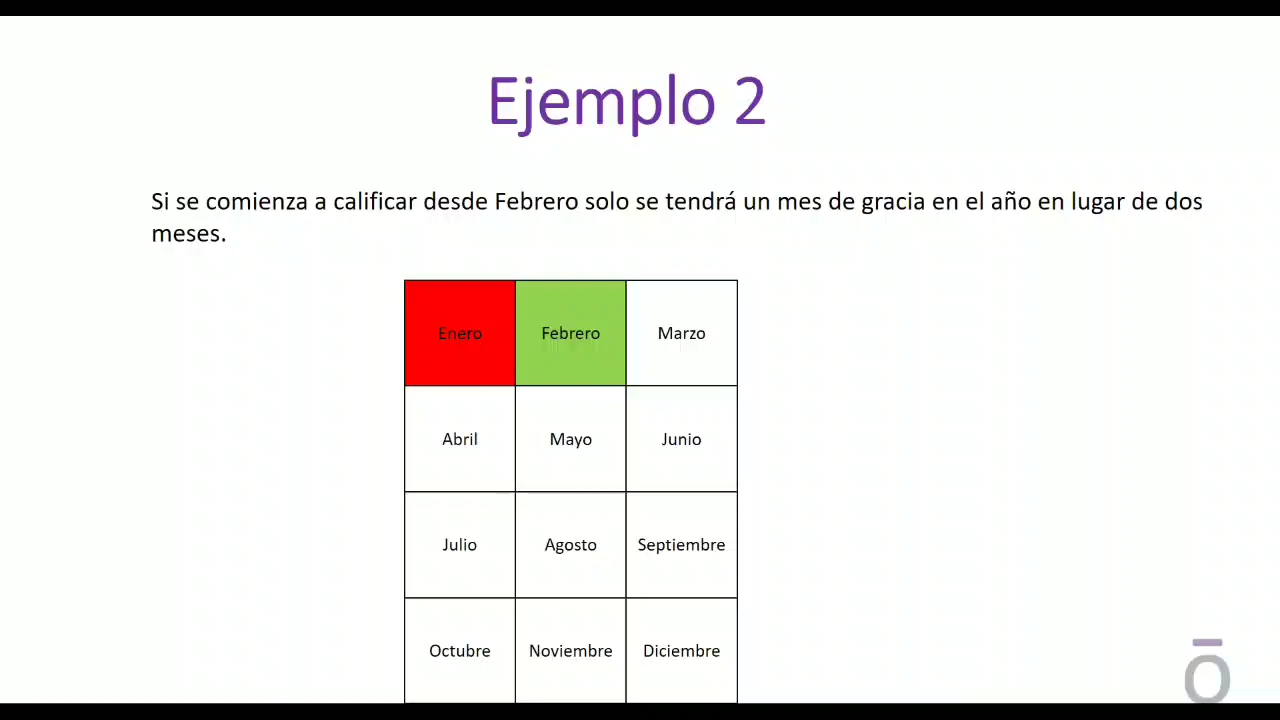 Ejemplo 2
Si se comienza a calificar desde Febrero solo se tendrá un mes de gracia en el año en lugar de dos
meses.
Enero Febrero Marzo
Abril Mayo Junio
Julio Agosto Septiembre
Octubre Noviembre Diciembre
ō